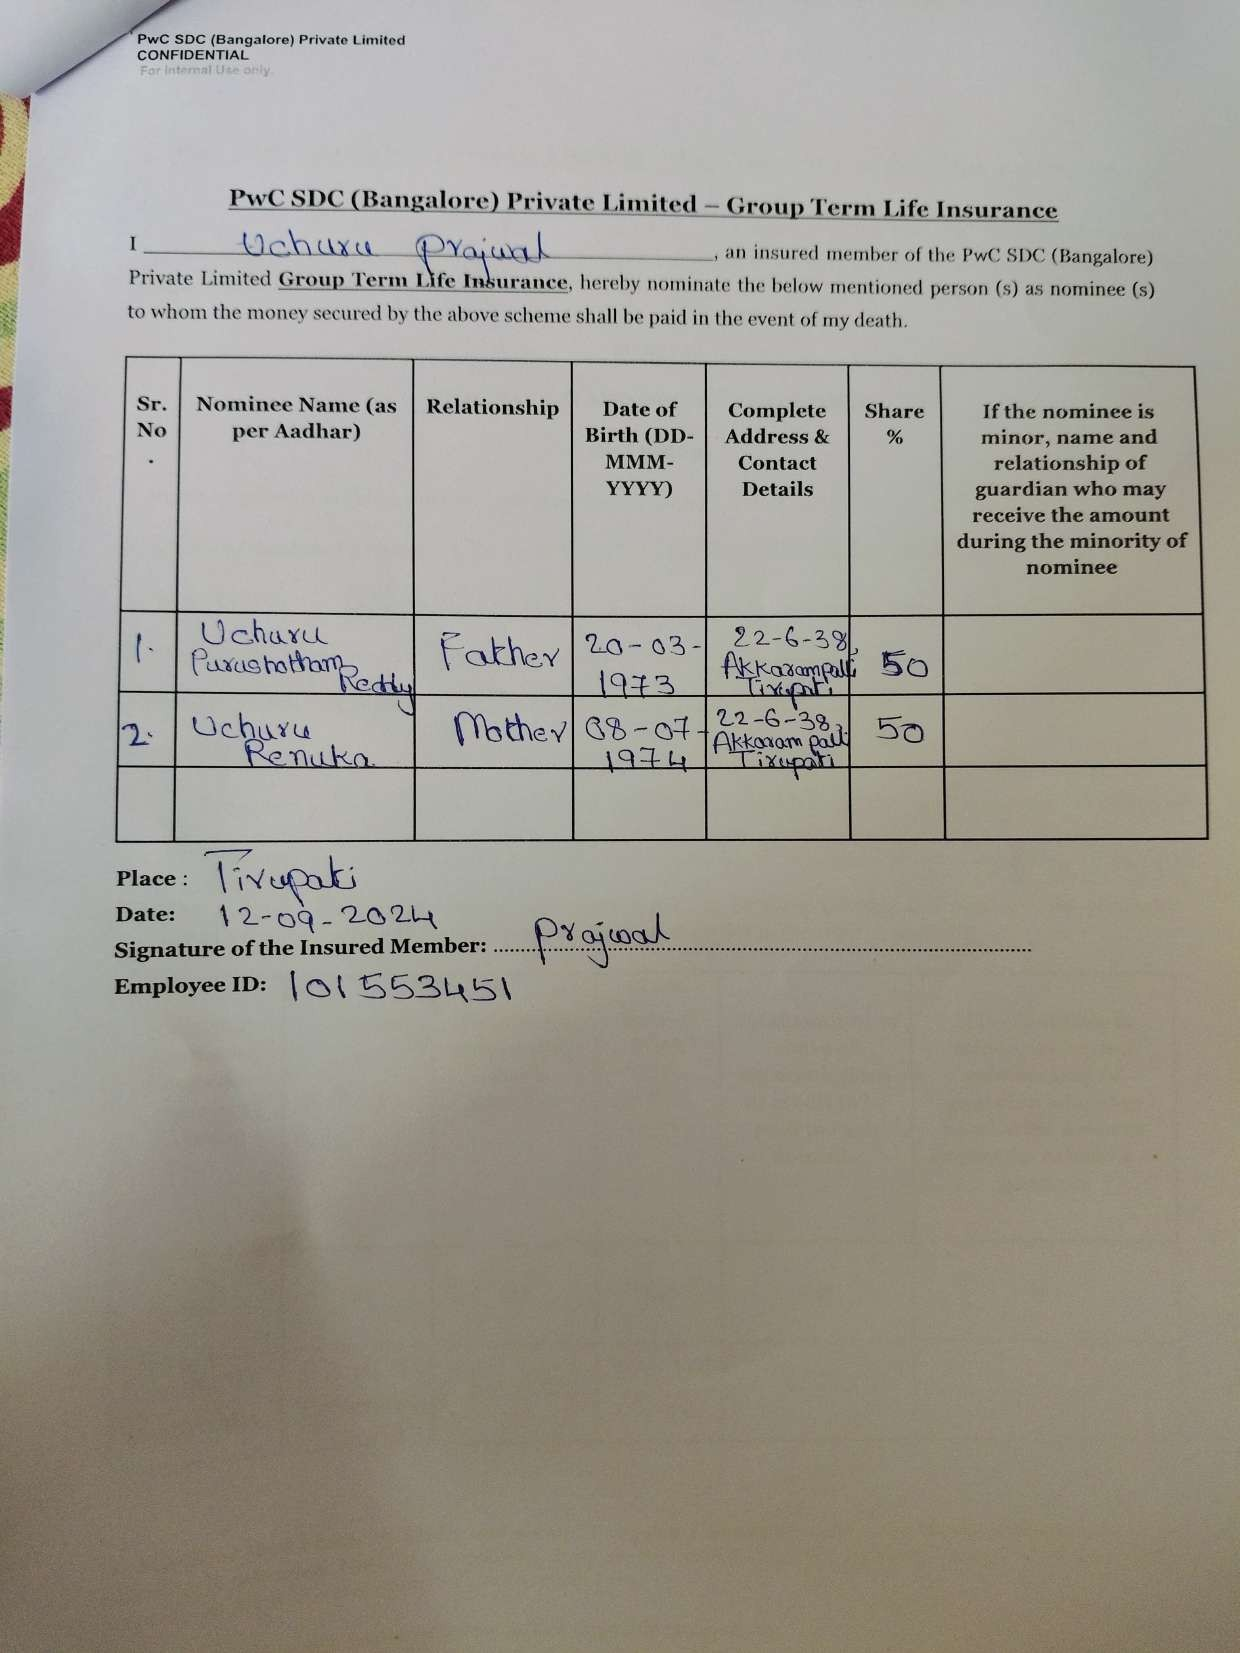 PwC SDC (Bangalore) Private Limited
CONFIDENTIAL
For internal Use only.
PwC SDC (Bangalore) Private Limited – Group Term Life Insurance
I Uchuru Prajwal, an insured member of the PwC SDC (Bangalore)
Private Limited Group Term Life Insurance, hereby nominate the below mentioned person (s) as nominee (s)
to whom the money secured by the above scheme shall be paid in the event of my death.
Sr. No . Nominee Name (as per Aadhar) Relationship Date of Birth (DD-MMM-YYYY) Complete Address & Contact Details Share % If the nominee is minor, name and relationship of guardian who may receive the amount during the minority of nominee
1. Uchuru Purushotham Reddy Father 20-03-1973 22-6-38, Akkarampalli Tirupati 50
2. Uchuru Renuka Mother 08-07-1974 22-6-38, Akkarampalli Tirupati 50
Place : Tirupati
Date: 12-09-2024
Signature of the Insured Member: Prajwal
Employee ID: 101553451